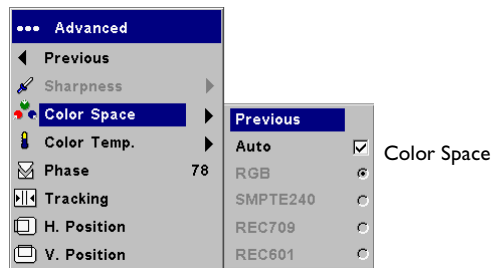 ••• Advanced
Previous
Sharpness
Color Space
Color Temp.
Phase 78
Tracking
H. Position
V. Position
Previous
Auto
RGB
SMPTE240
REC709
REC601
Color Space